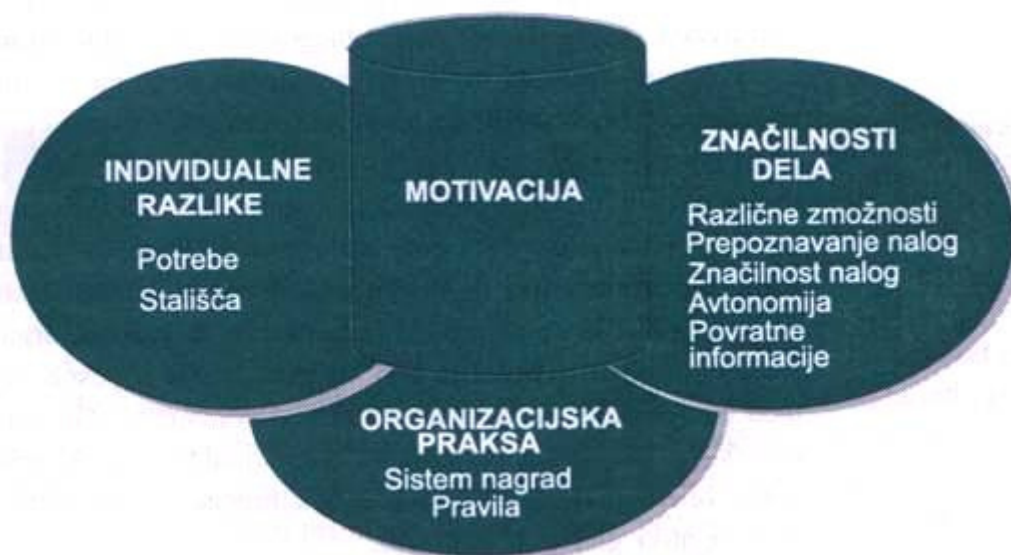 INDIVIDUALNE
RAZLIKE
Potrebe
Stališča
MOTIVACIJA
ZNAČILNOSTI
DELA
Različne zmožnosti
Prepoznavanje nalog
Značilnost nalog
Avtonomija
Povratne
informacije
ORGANIZACIJSKA
PRAKSA
Sistem nagrad
Pravila